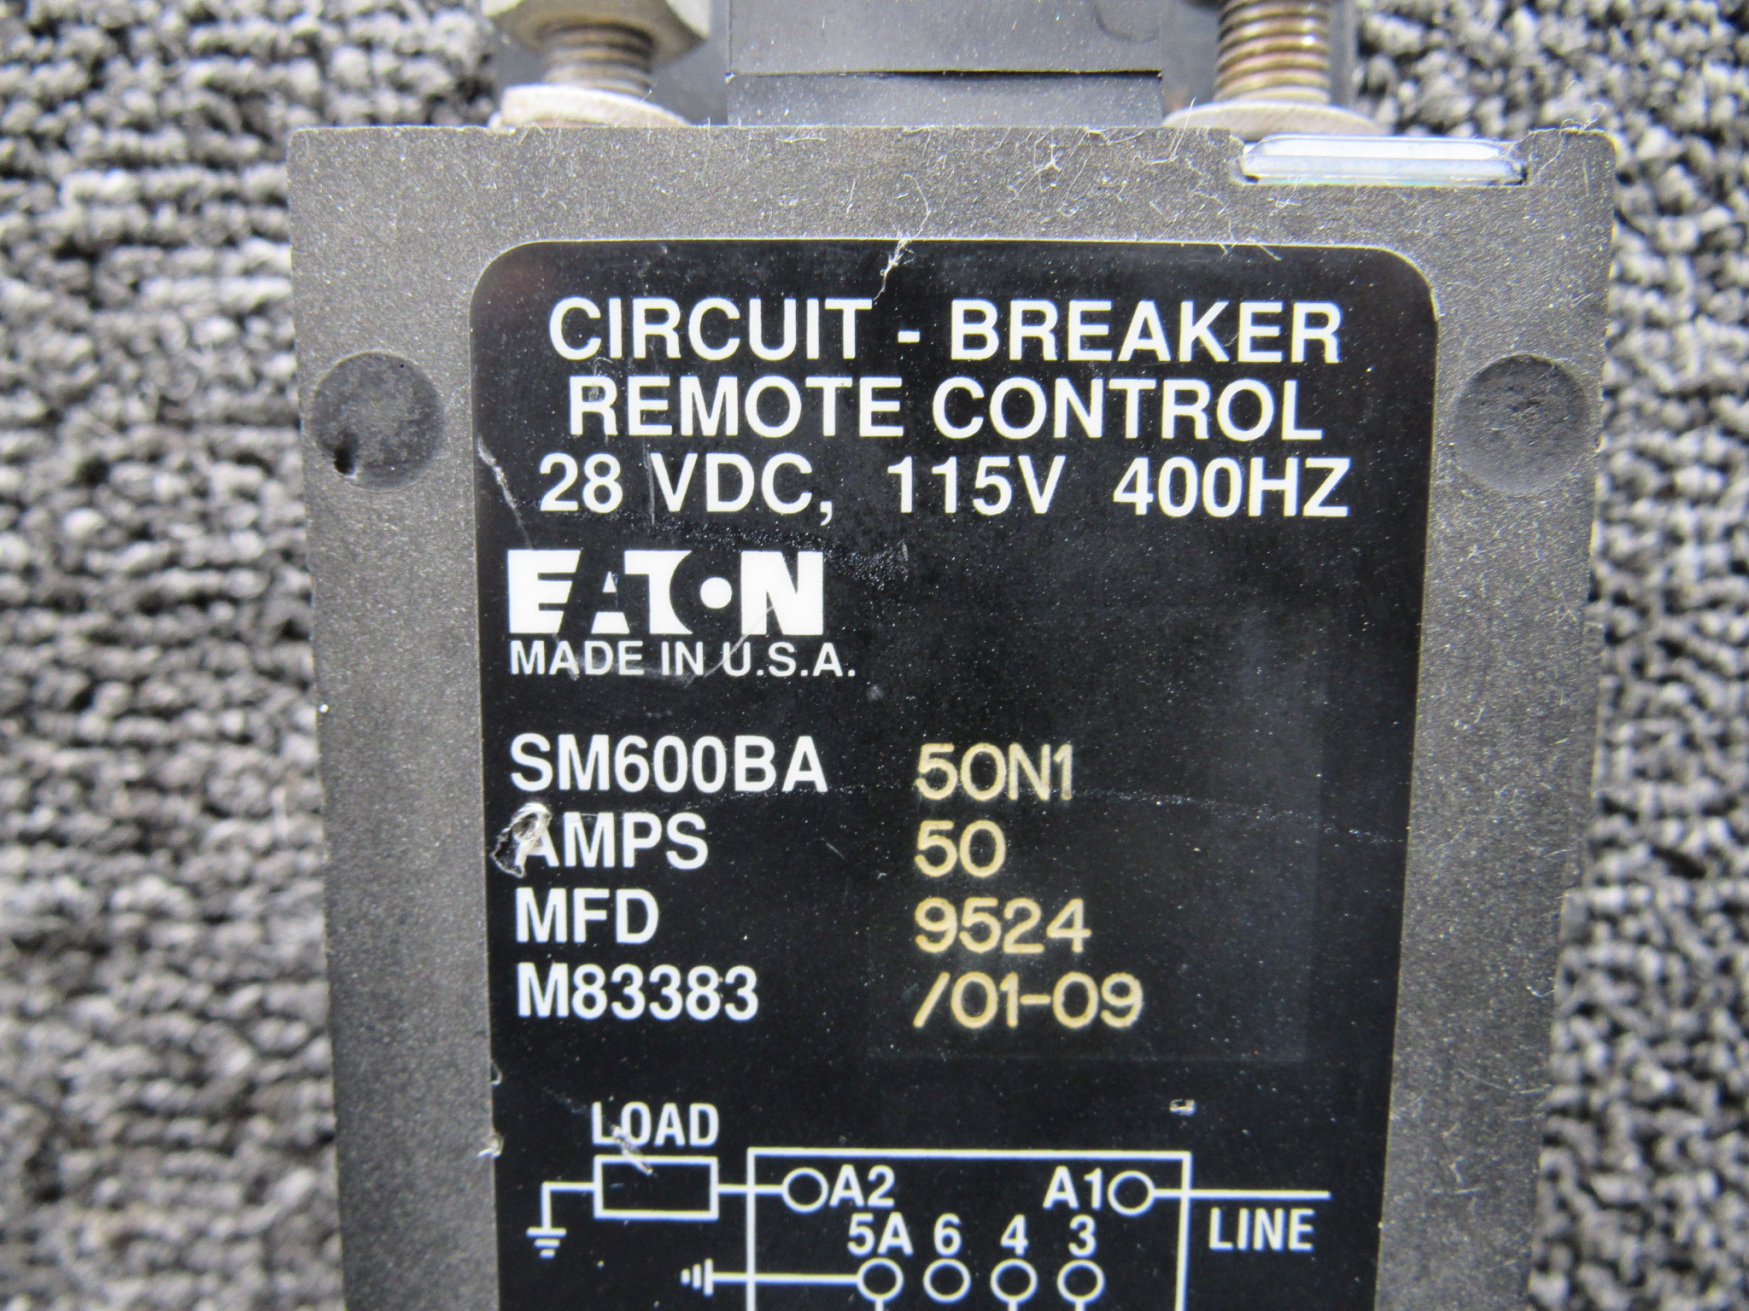 CIRCUIT - BREAKER
REMOTE CONTROL
28 VDC, 115V 400HZ
EATON
MADE IN U.S.A.
SM600BA 50N1
AMPS 50
MFD 9524
M83383 /01-09
LOAD
A2 A1
5A 6 4 3
LINE